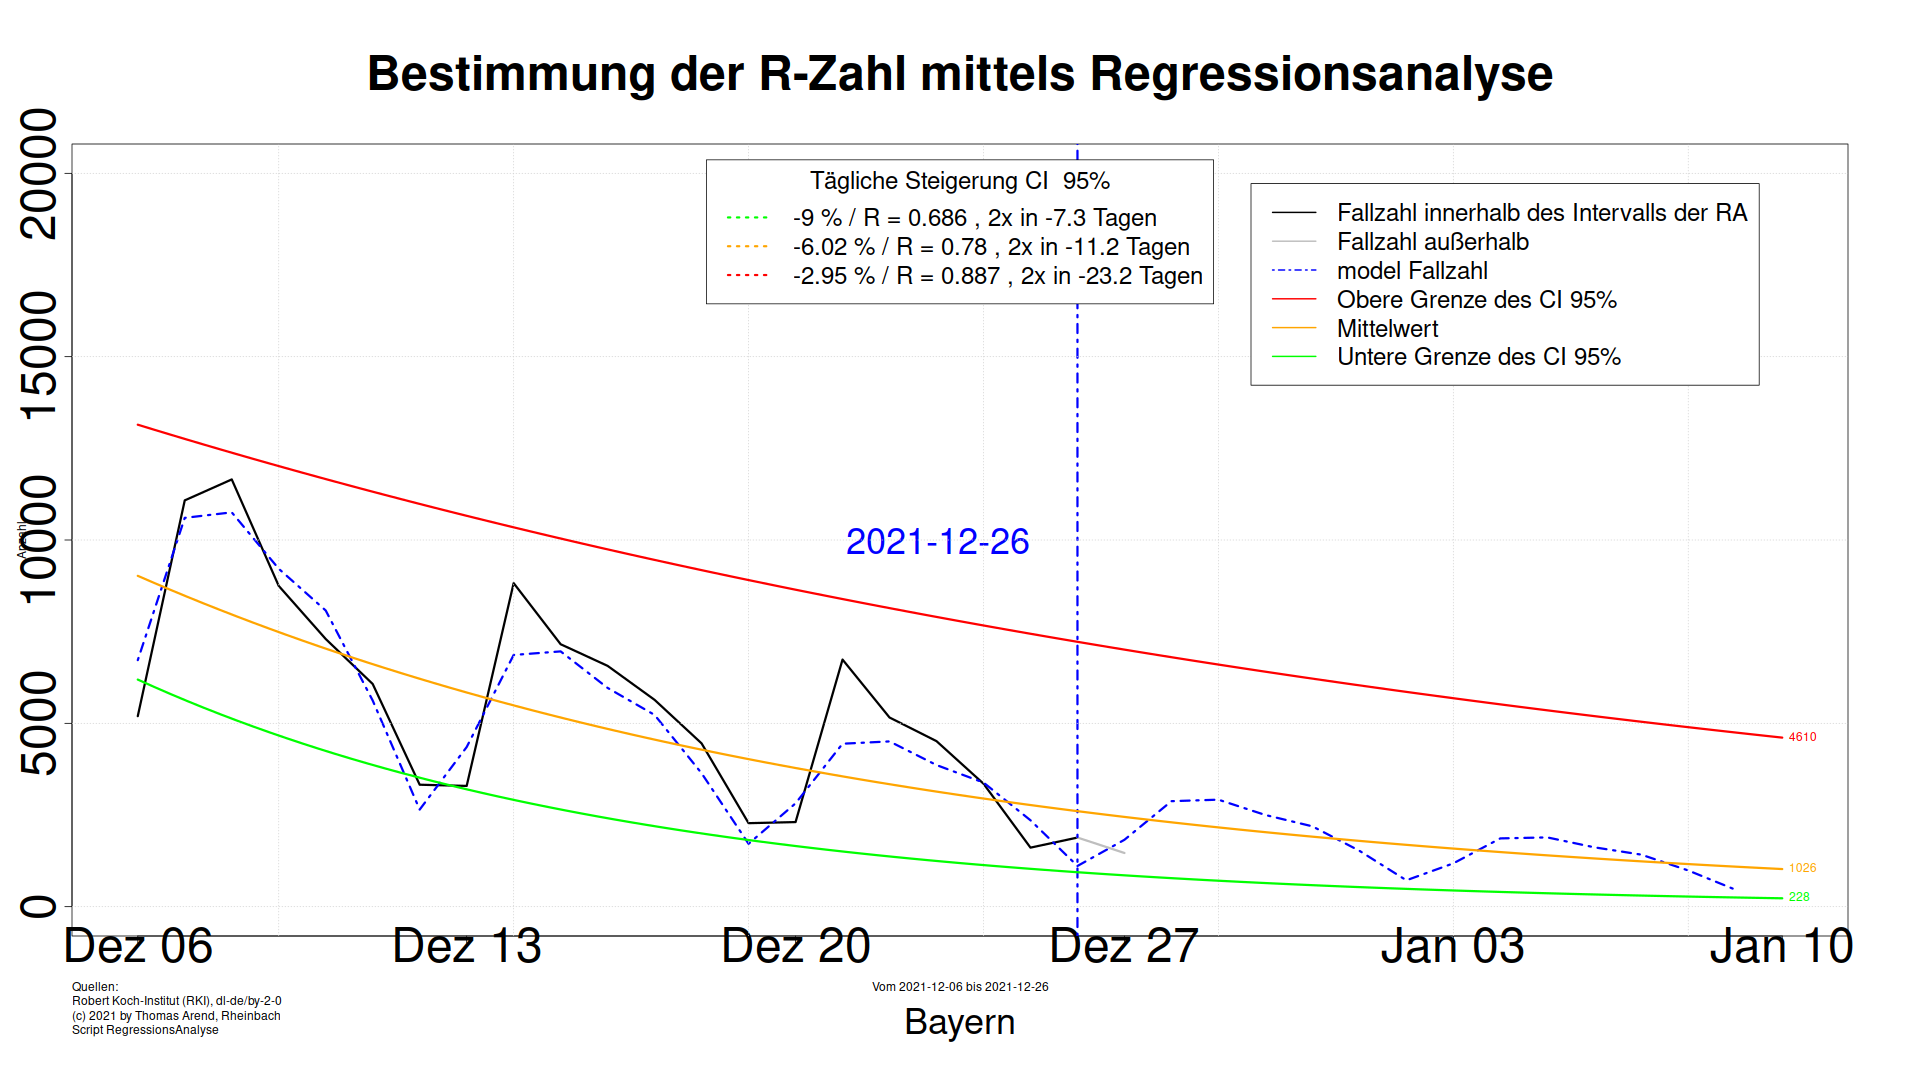 Bestimmung der R-Zahl mittels Regressionsanalyse
Tägliche Steigerung CI  95%
-9 % / R = 0.686 , 2x in -7.3 Tagen
-6.02 % / R = 0.78 , 2x in -11.2 Tagen
-2.95 % / R = 0.887 , 2x in -23.2 Tagen
Fallzahl innerhalb des Intervalls der RA
Fallzahl außerhalb
model Fallzahl
Obere Grenze des CI 95%
Mittelwert
Untere Grenze des CI 95%
20000
15000
10000
5000
0
Anzahl
2021-12-26
4610
1026
228
Dez 06 Dez 13 Dez 20 Dez 27 Jan 03 Jan 10
Quellen:
Robert Koch-Institut (RKI), dl-de/by-2-0
(c) 2021 by Thomas Arend, Rheinbach
Script RegressionsAnalyse
Vom 2021-12-06 bis 2021-12-26
Bayern